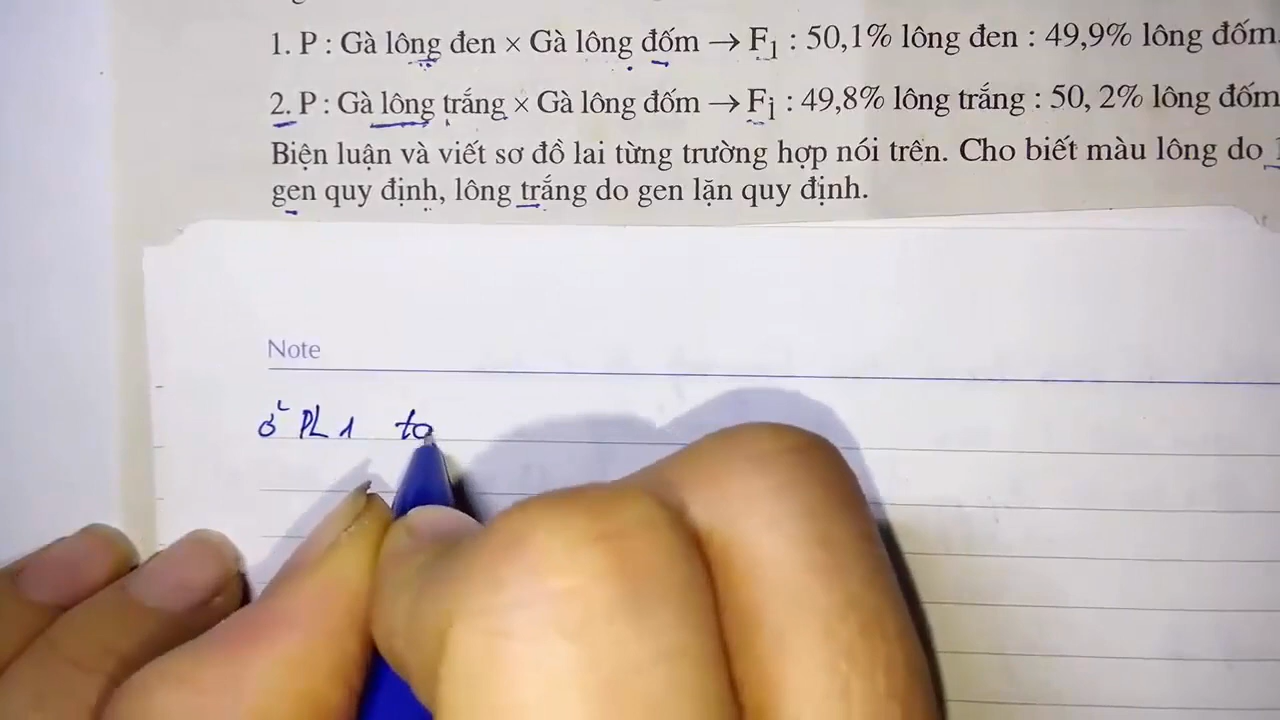 1. P : Gà lông đen × Gà lông đốm → F1 : 50,1% lông đen : 49,9% lông đốm.
2. P : Gà lông trắng × Gà lông đốm → F1 : 49,8% lông trắng : 50, 2% lông đốm
Biện luận và viết sơ đồ lai từng trường hợp nói trên. Cho biết màu lông do
gen quy định, lông trắng do gen lặn quy định.
Note
ở PL 1 to